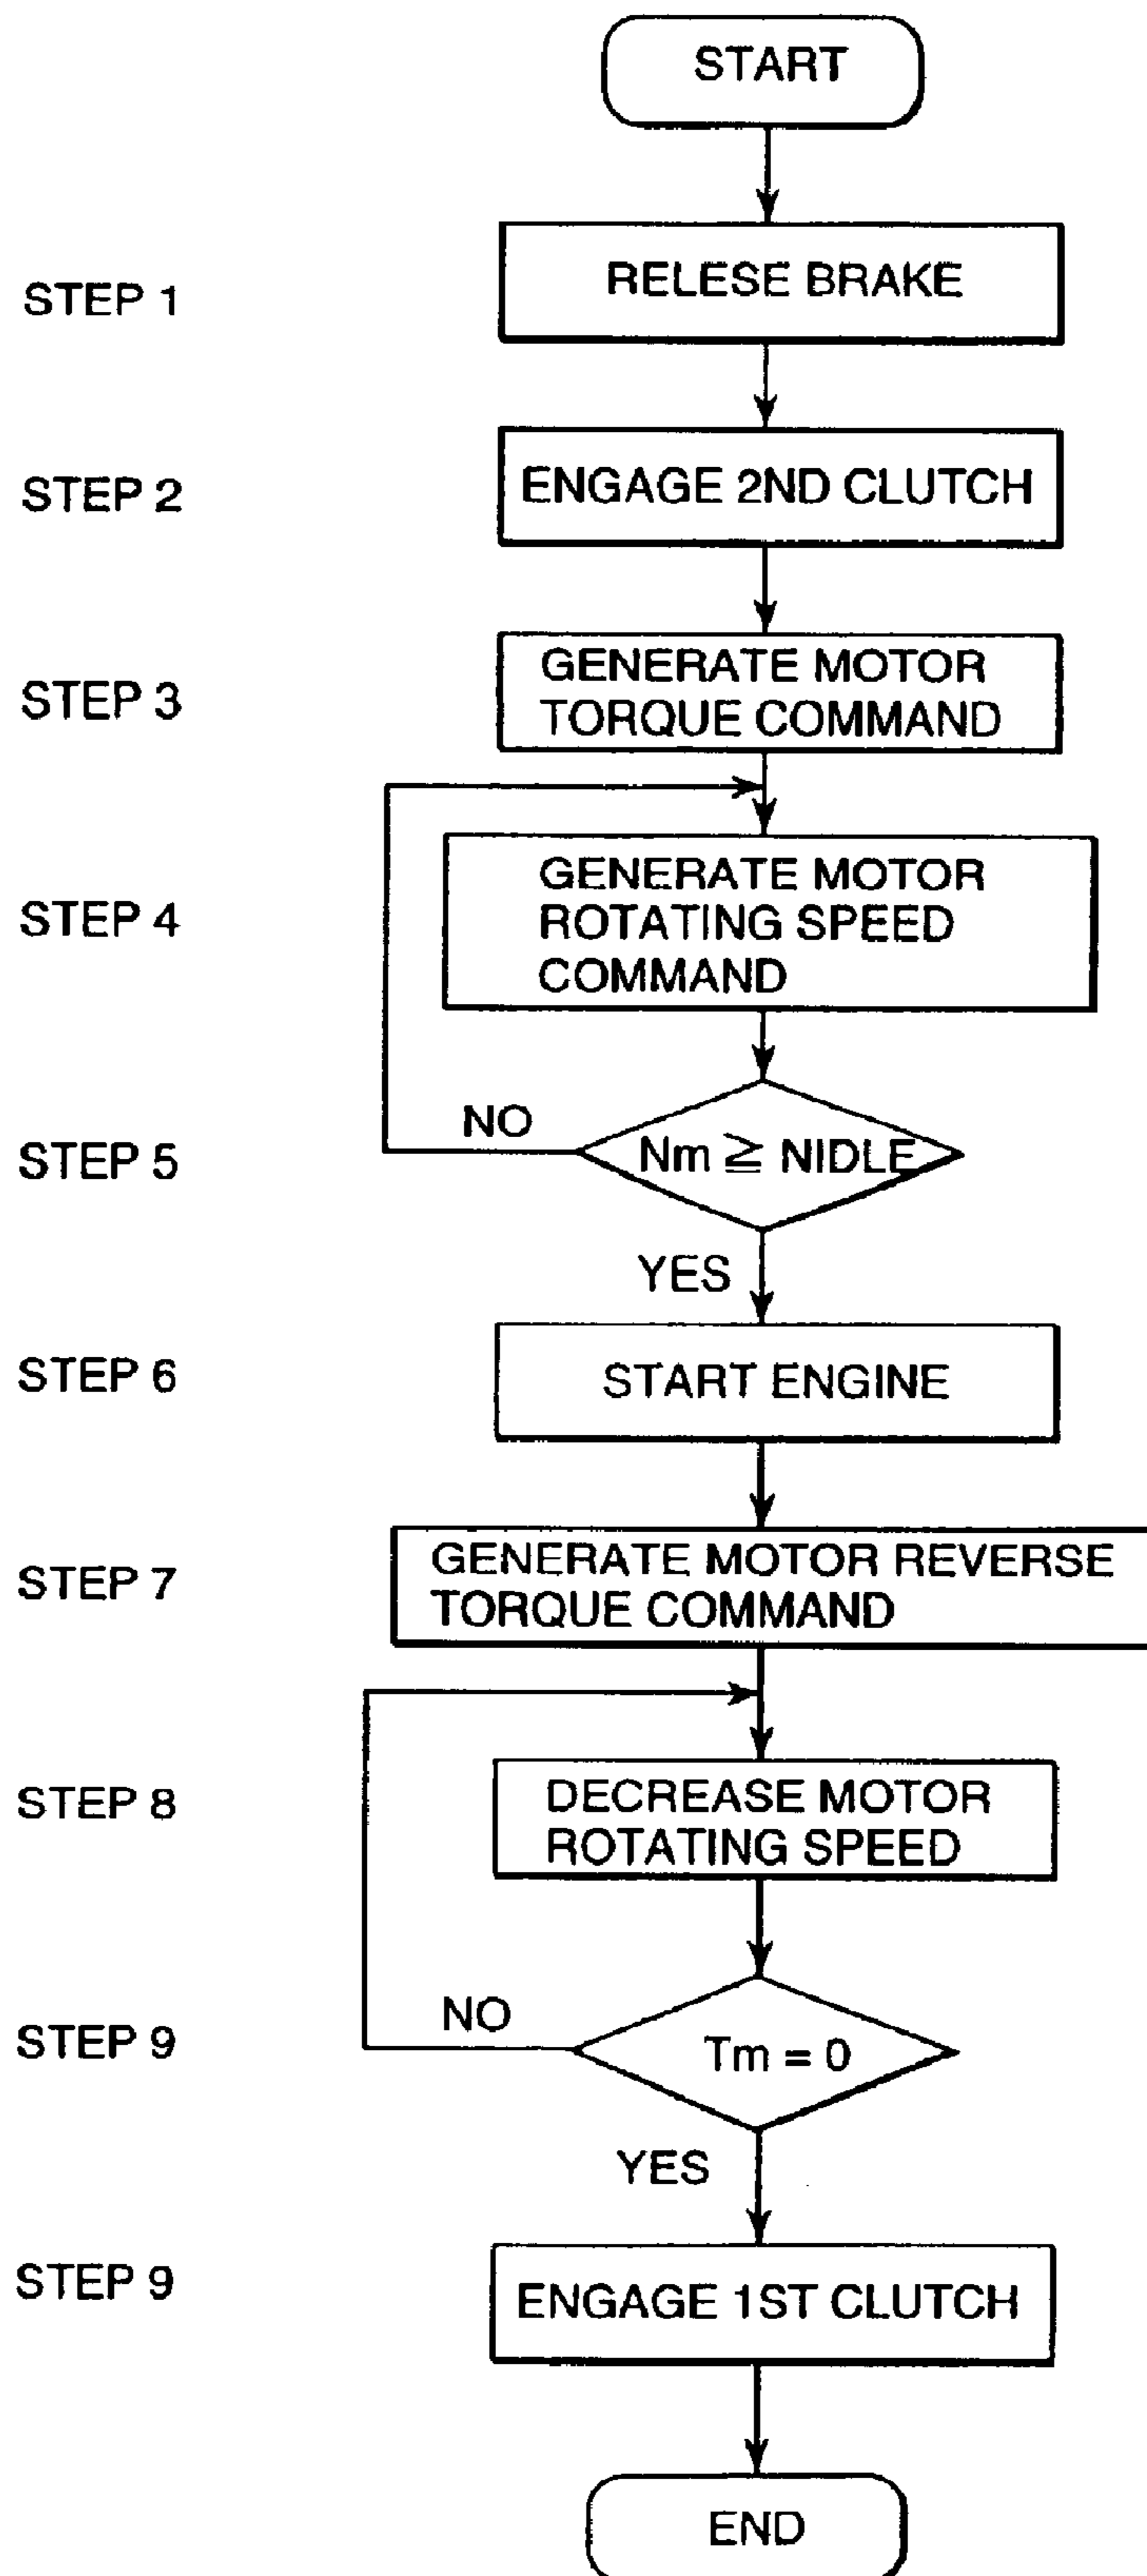 START
STEP 1
RELESE BRAKE
STEP 2
ENGAGE 2ND CLUTCH
STEP 3
GENERATE MOTOR
TORQUE COMMAND
STEP 4
GENERATE MOTOR
ROTATING SPEED
COMMAND
STEP 5
NO
Nm ≧ NIDLE
YES
STEP 6
START ENGINE
STEP 7
GENERATE MOTOR REVERSE
TORQUE COMMAND
STEP 8
DECREASE MOTOR
ROTATING SPEED
STEP 9
NO
Tm = 0
YES
STEP 9
ENGAGE 1ST CLUTCH
END